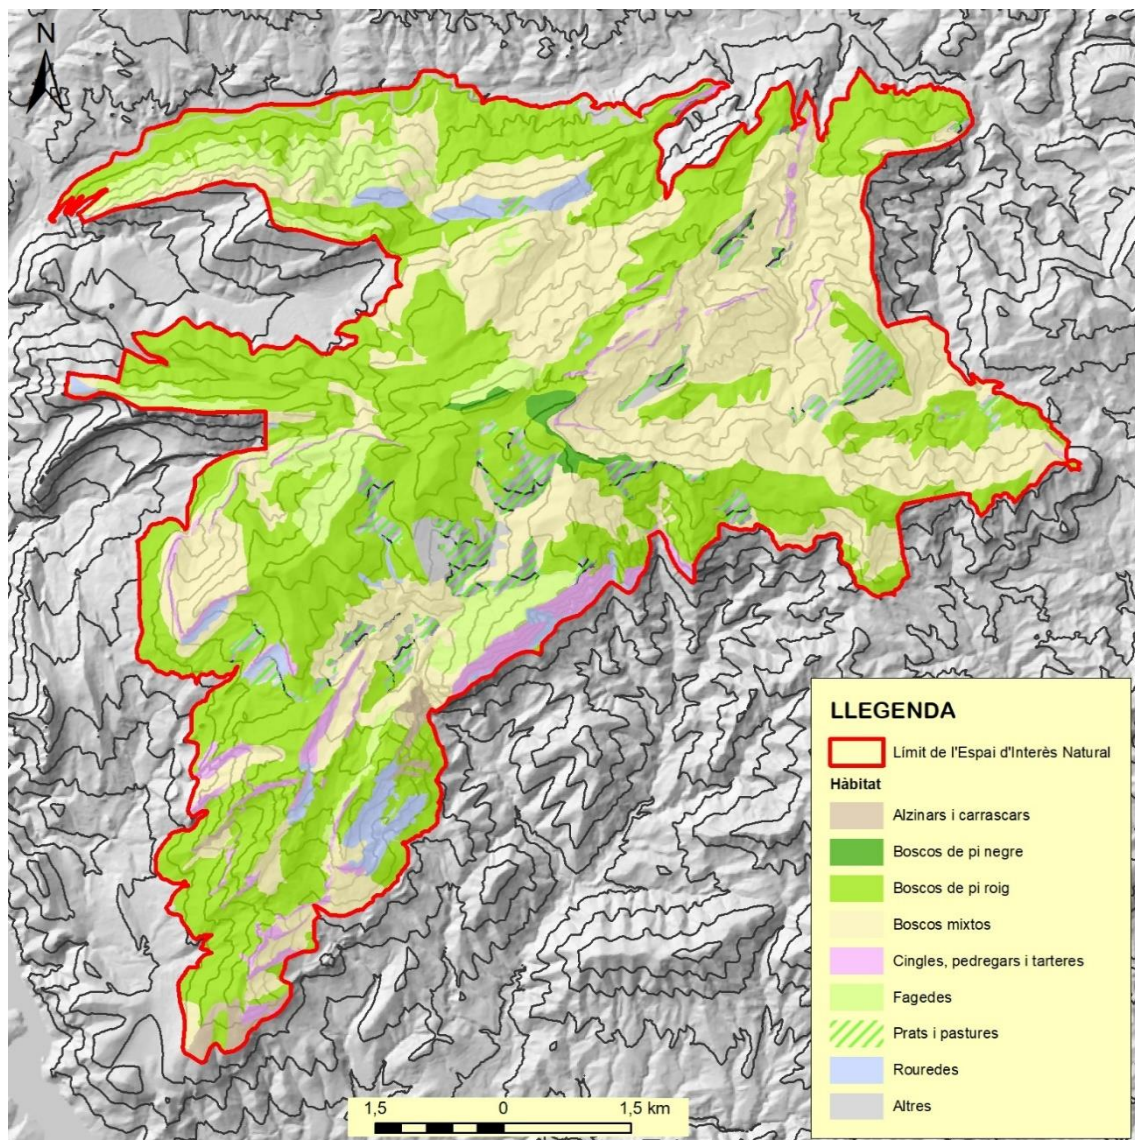 N
LLEGENDA
Límit de l'Espai d'Interès Natural
Hàbitat
Alzinars i carrascars
Boscos de pi negre
Boscos de pi roig
Boscos mixtos
Cingles, pedregars i tarteres
Fagedes
Prats i pastures
Rouredes
Altres
1,5 0 1,5 km